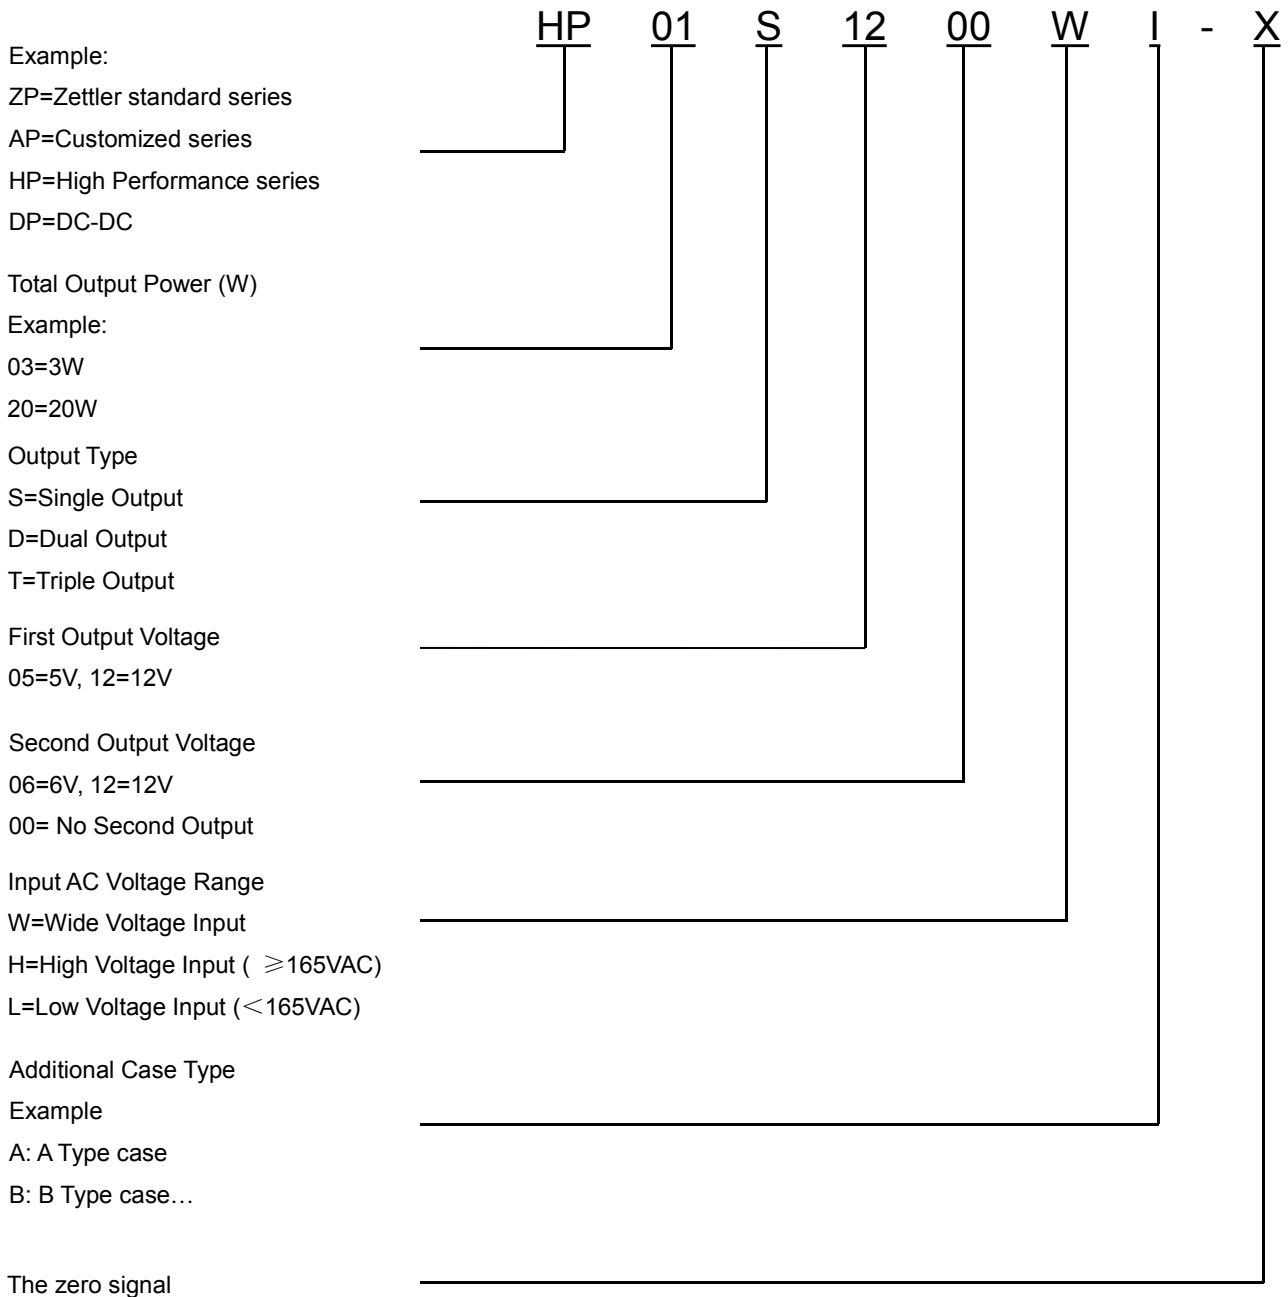 HP 01 S 12 00 W I - X
Example:
ZP=Zettler standard series
AP=Customized series
HP=High Performance series
DP=DC-DC
Total Output Power (W)
Example:
03=3W
20=20W
Output Type
S=Single Output
D=Dual Output
T=Triple Output
First Output Voltage
05=5V, 12=12V
Second Output Voltage
06=6V, 12=12V
00= No Second Output
Input AC Voltage Range
W=Wide Voltage Input
H=High Voltage Input ( ≥165VAC)
L=Low Voltage Input (＜165VAC)
Additional Case Type
Example
A: A Type case
B: B Type case…
The zero signal